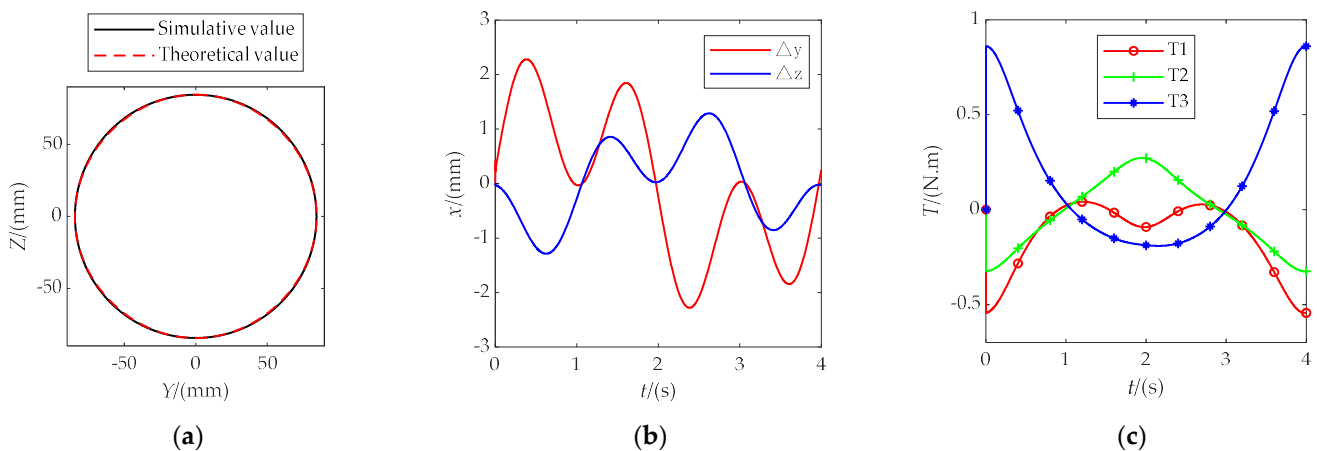 Simulative value
Theoretical value
Z/(mm)
50
0
-50
-50 0 50
Y/(mm)
(a)
△y
△z
x/(mm)
3
2
1
0
-1
-2
-3
0 1 2 3 4
t/(s)
(b)
T1
T2
T3
T/(N.m)
1
0.5
0
-0.5
0 1 2 3 4
t/(s)
(c)